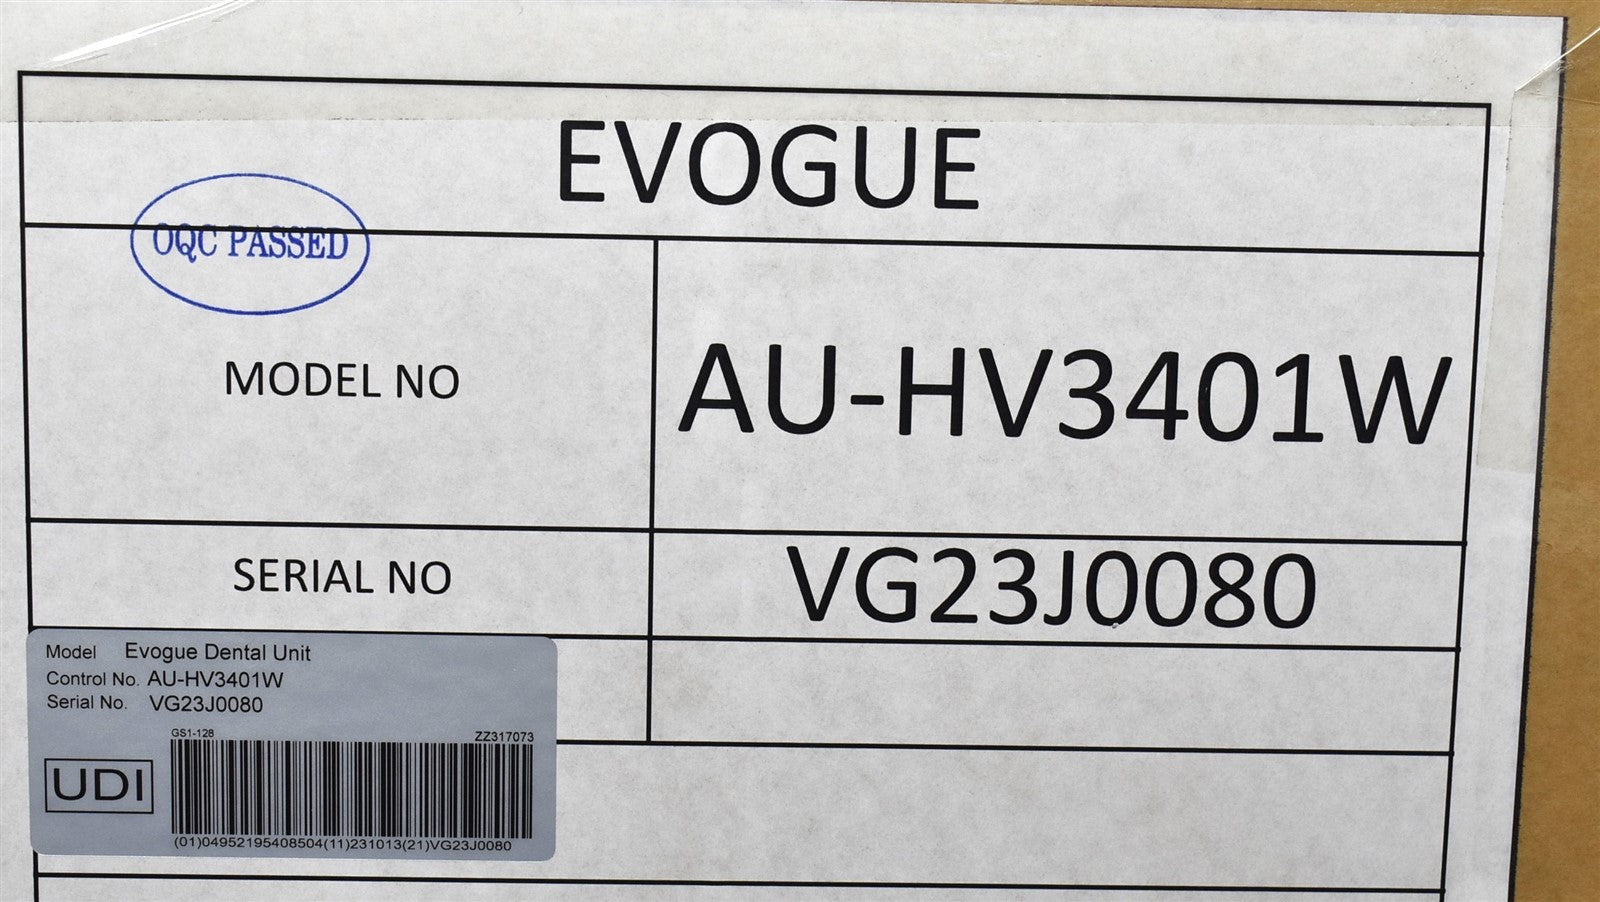 EVOGUE
OQC PASSED
MODEL NO
AU-HV3401W
SERIAL NO
VG23J0080
Model Evogue Dental Unit
Control No. AU-HV3401W
Serial No. VG23J0080
GS1-128 ZZ317073
UDI
(01)04952195408504(11)231013(21)VG23J0080